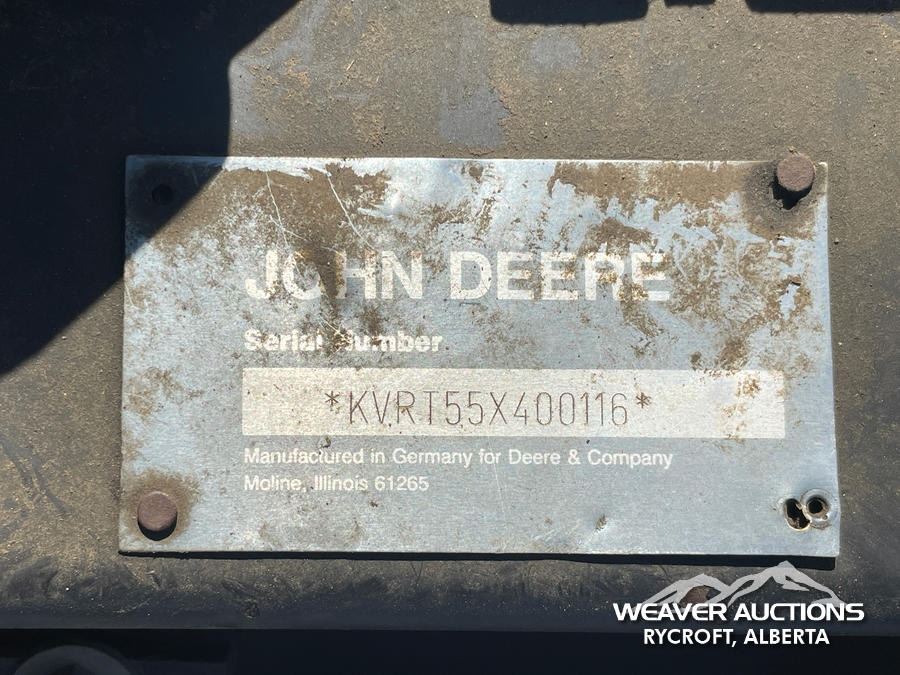 JOHN DEERE
Serial Number
*KVRT55X400116*
Manufactured in Germany for Deere & Company
Moline, Illinois 61265
WEAVER AUCTIONS
RYCROFT, ALBERTA